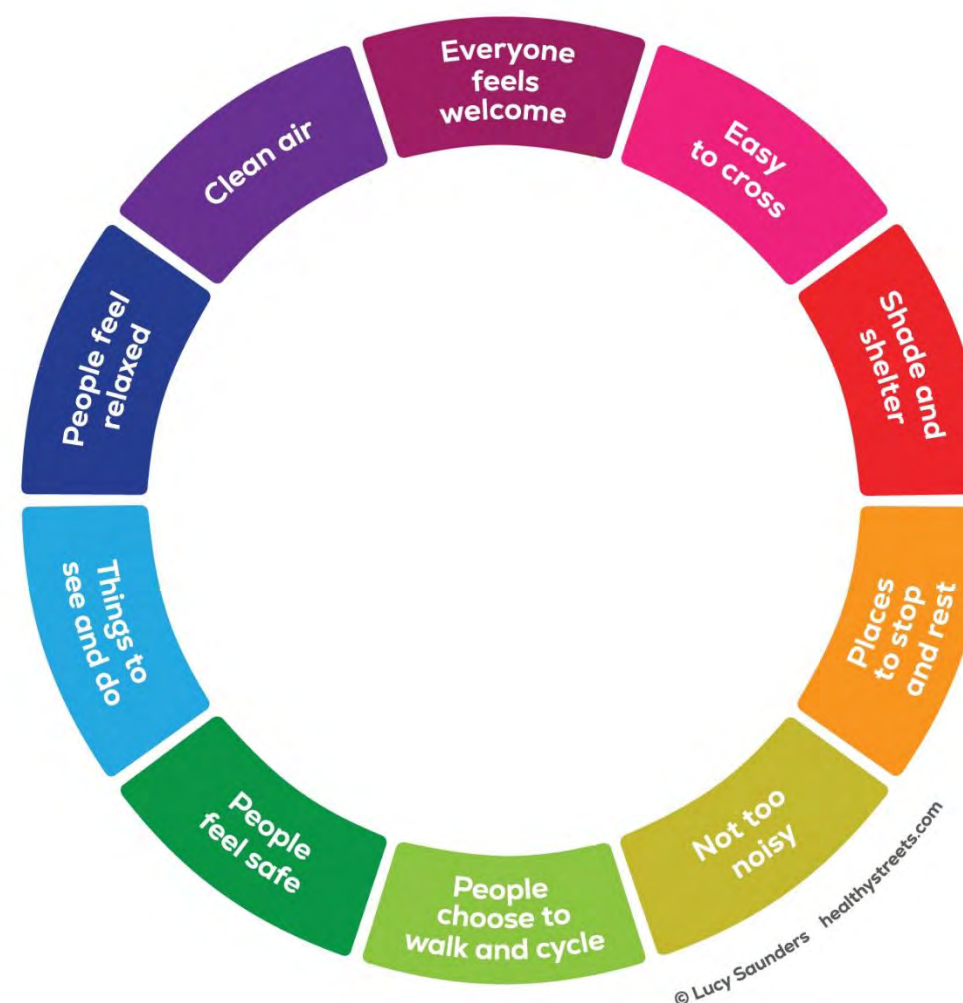 Everyone
feels
welcome
Easy
to cross
Shade and
shelter
Places
to stop
and rest
Not too
noisy
People
choose to
walk and cycle
People
feel safe
Things to
see and do
People feel
relaxed
Clean air
© Lucy Saunders healthystreets.com